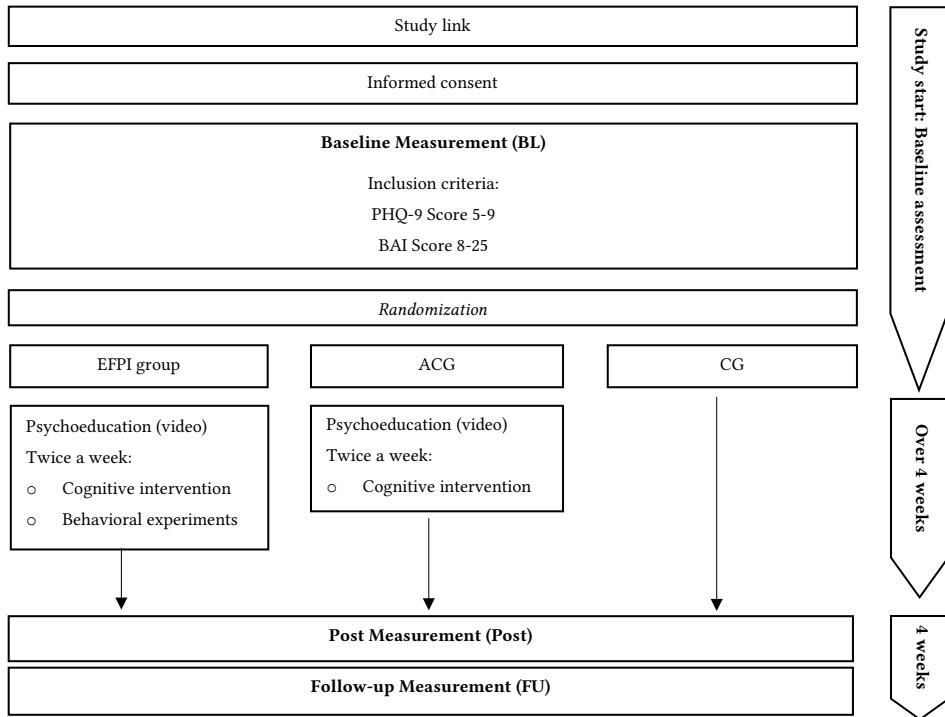 Study link
Informed consent
Baseline Measurement (BL)
Inclusion criteria:
PHQ-9 Score 5-9
BAI Score 8-25
Randomization
EFPI group
ACG
CG
Psychoeducation (video)
Twice a week:
o Cognitive intervention
o Behavioral experiments
Psychoeducation (video)
Twice a week:
o Cognitive intervention
Post Measurement (Post)
Follow-up Measurement (FU)
Study start: Baseline assessment
Over 4 weeks
4 weeks